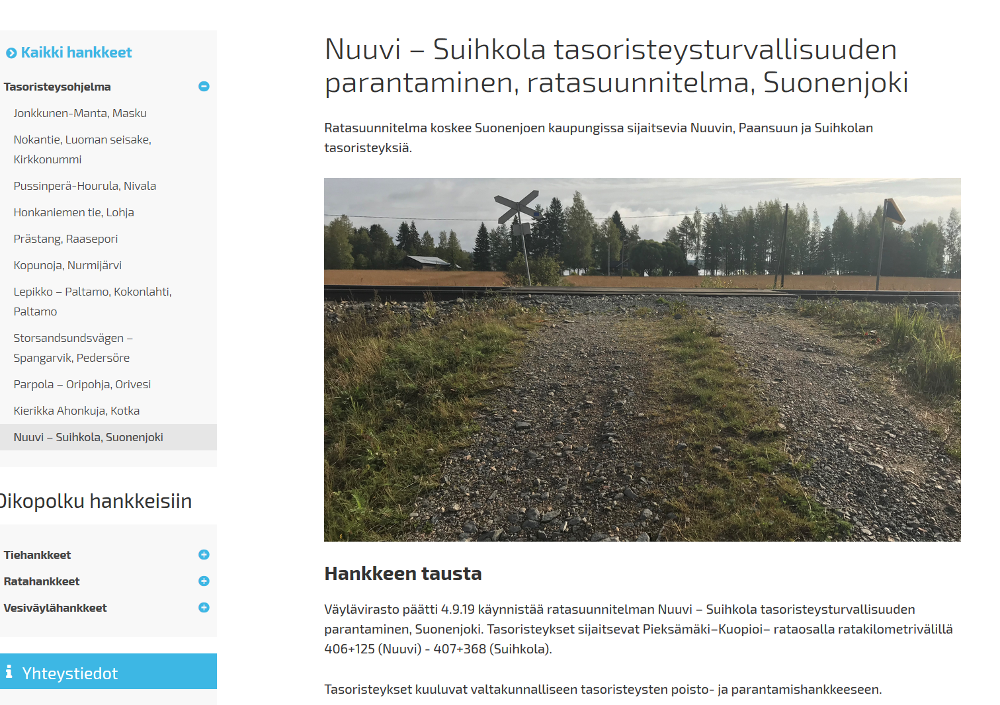 Kaikki hankkeet
Tasoristeysohjelma
Jonkkunen-Manta, Masku
Nokantie, Luoman seisake,
Kirkkonummi
Pussinperä-Hourula, Nivala
Honkaniemen tie, Lohja
Prästang, Raasepori
Kopunoja, Nurmijärvi
Lepikko – Paltamo, Kokonlahti,
Paltamo
Storsandsundsvägen –
Spangarvik, Pedersöre
Parpola – Oripohja, Orivesi
Kierikka Ahonkuja, Kotka
Nuuvi – Suihkola, Suonenjoki
Oikopolku hankkeisiin
Tiehankkeet
Ratahankkeet
Vesiväylähankkeet
Yhteystiedot
Nuuvi – Suihkola tasoristeysturvallisuuden
parantaminen, ratasuunnitelma, Suonenjoki
Ratasuunnitelma koskee Suonenjoen kaupungissa sijaitsevia Nuuvin, Paansuun ja Suihkolan
tasoristeyksiä.
Hankkeen tausta
Väylävirasto päätti 4.9.19 käynnistää ratasuunnitelman Nuuvi – Suihkola tasoristeysturvallisuuden
parantaminen, Suonenjoki. Tasoristeykset sijaitsevat Pieksämäki–Kuopioi– rataosalla ratakilometrivälillä
406+125 (Nuuvi) - 407+368 (Suihkola).
Tasoristeykset kuuluvat valtakunnalliseen tasoristeysten poisto- ja parantamishankkeeseen.